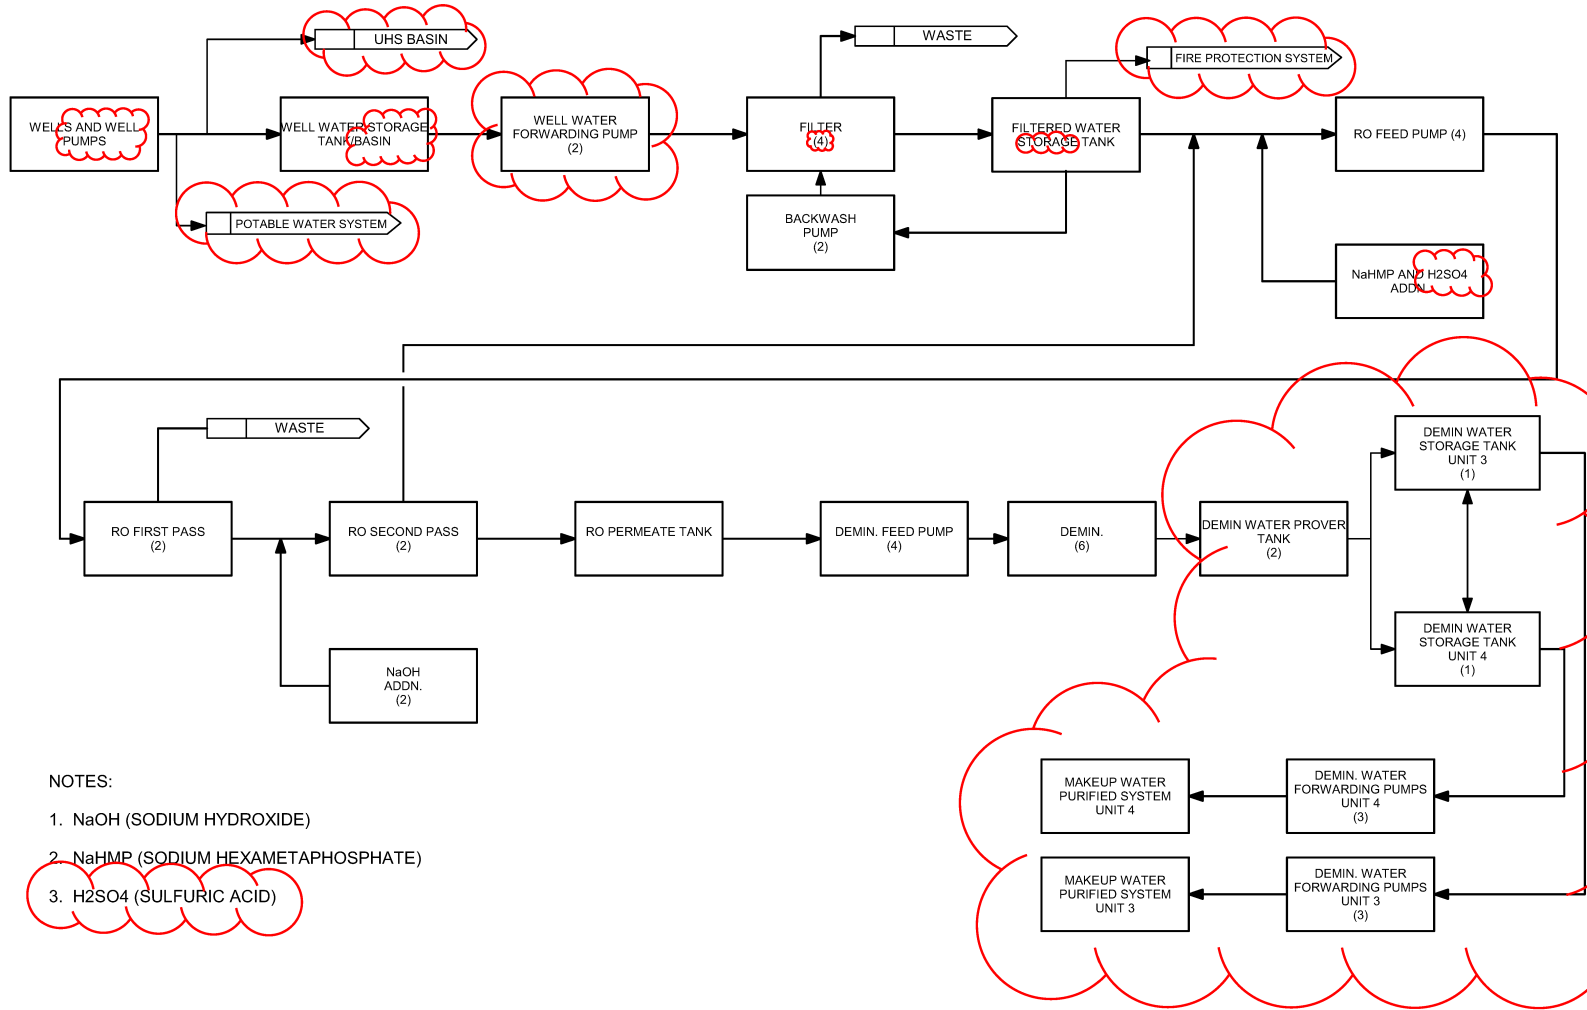 UHS BASIN
WASTE
FIRE PROTECTION SYSTEM
WELLS AND WELL
PUMPS
WELL WATER STORAGE
TANK/BASIN
WELL WATER
FORWARDING PUMP
(2)
FILTER
(4)
FILTERED WATER
STORAGE TANK
RO FEED PUMP (4)
POTABLE WATER SYSTEM
BACKWASH
PUMP
(2)
NaHMP AND H2SO4
ADDN
WASTE
DEMIN WATER
STORAGE TANK
UNIT 3
(1)
RO FIRST PASS
(2)
RO SECOND PASS
(2)
RO PERMEATE TANK
DEMIN. FEED PUMP
(4)
DEMIN.
(6)
DEMIN WATER PROVER
TANK
(2)
DEMIN WATER
STORAGE TANK
UNIT 4
(1)
NaOH
ADDN.
(2)
MAKEUP WATER
PURIFIED SYSTEM
UNIT 4
DEMIN. WATER
FORWARDING PUMPS
UNIT 4
(3)
MAKEUP WATER
PURIFIED SYSTEM
UNIT 3
DEMIN. WATER
FORWARDING PUMPS
UNIT 3
(3)
NOTES:
1. NaOH (SODIUM HYDROXIDE)
2. NaHMP (SODIUM HEXAMETAPHOSPHATE)
3. H2SO4 (SULFURIC ACID)